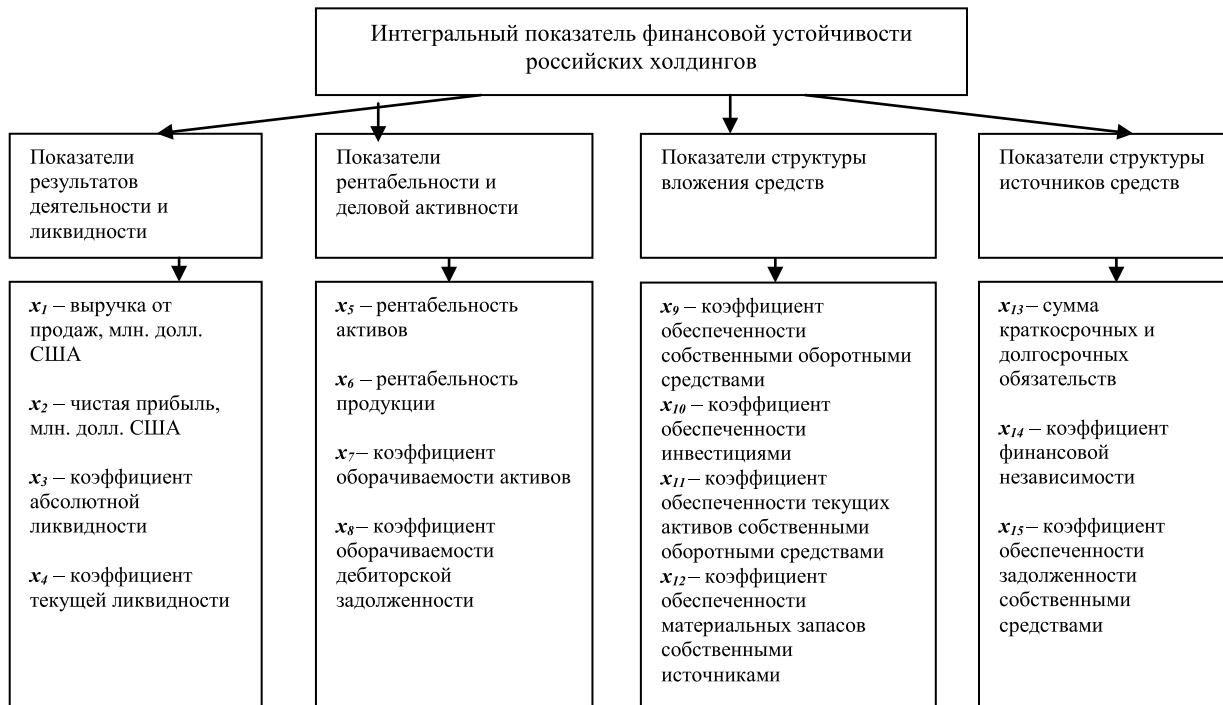 Интегральный показатель финансовой устойчивости
российских холдингов
Показатели
результатов
деятельности и
ликвидности
Показатели
рентабельности и
деловой активности
Показатели структуры
вложения средств
Показатели структуры
источников средств
x1 – выручка от
продаж, млн. долл.
США
x2 – чистая прибыль,
млн. долл. США
x3 – коэффициент
абсолютной
ликвидности
x4 – коэффициент
текущей ликвидности
x5 – рентабельность
активов
x6 – рентабельность
продукции
x7 – коэффициент
оборачиваемости активов
x8 – коэффициент
оборачиваемости
дебиторской
задолженности
x9 – коэффициент
обеспеченности
собственными оборотными
средствами
x10 – коэффициент
обеспеченности
инвестициями
x11 – коэффициент
обеспеченности текущих
активов собственными
оборотными средствами
x12 – коэффициент
обеспеченности
материальных запасов
собственными
источниками
x13 – сумма
краткосрочных и
долгосрочных
обязательств
x14 – коэффициент
финансовой
независимости
x15 – коэффициент
обеспеченности
задолженности
собственными
средствами